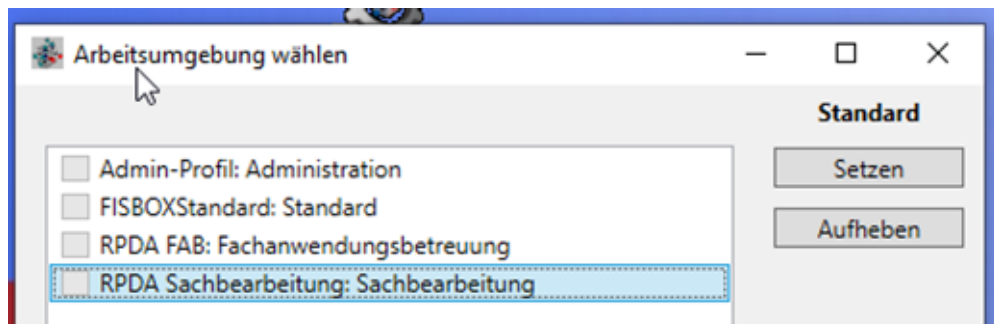 Arbeitsumgebung wählen
Standard
Admin-Profil: Administration
Setzen
FISBOXStandard: Standard
Aufheben
RPDA FAB: Fachanwendungsbetreuung
RPDA Sachbearbeitung: Sachbearbeitung